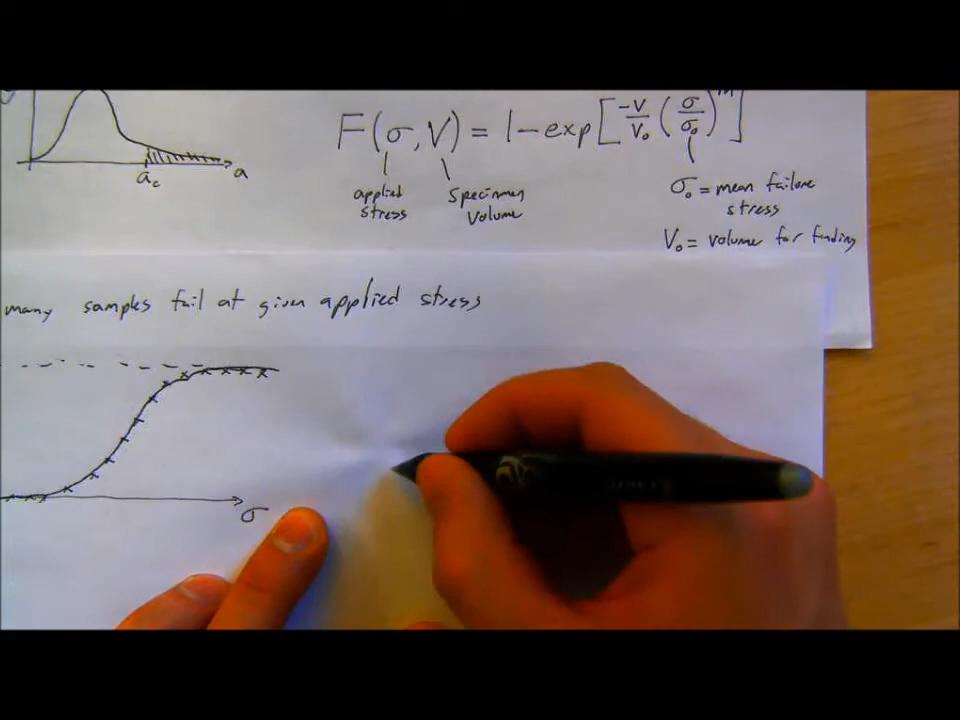 F(σ,V) = 1-exp[-V/V₀ (σ/σ₀)^m]
a_c
a
applied stress
specimen volume
σ₀ = mean failure stress
V₀ = volume for finding
many samples fail at given applied stress
σ